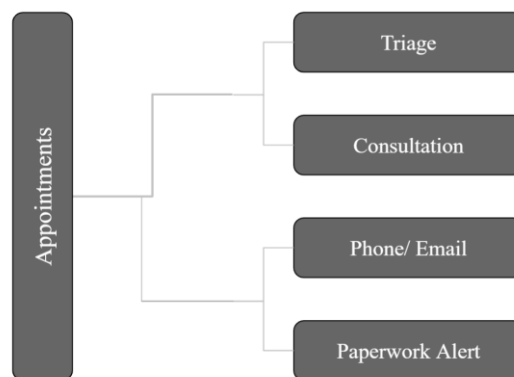 Appointments
Triage
Consultation
Phone/ Email
Paperwork Alert